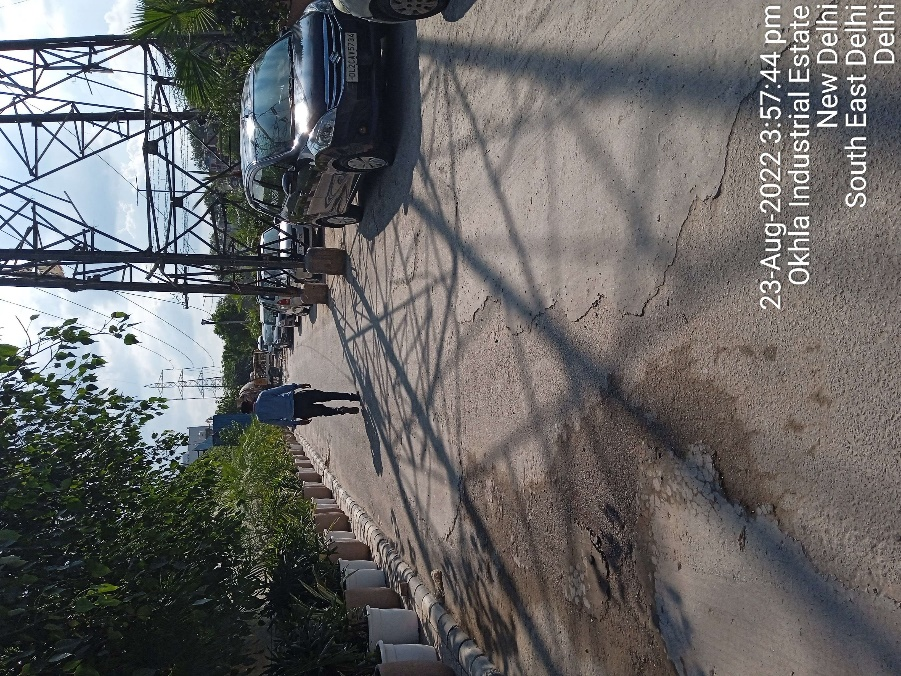 23-Aug-2022 3:57:44 pm
Okhla Industrial Estate
New Delhi
South East Delhi
Delhi